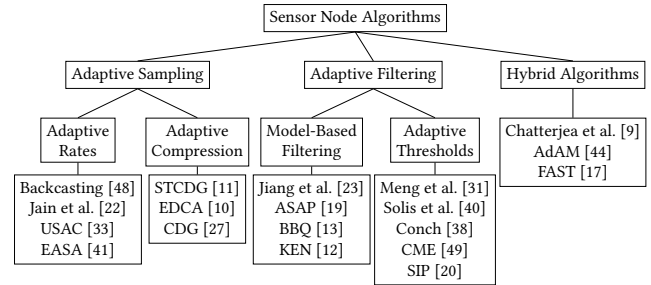 Sensor Node Algorithms
Adaptive Sampling
Adaptive Filtering
Hybrid Algorithms
Adaptive
Rates
Adaptive
Compression
Model-Based
Filtering
Adaptive
Thresholds
Chatterjea et al. [9]
AdAM [44]
FAST [17]
Backcasting [48]
Jain et al. [22]
USAC [33]
EASA [41]
STCDG [11]
EDCA [10]
CDG [27]
Jiang et al. [23]
ASAP [19]
BBQ [13]
KEN [12]
Meng et al. [31]
Solis et al. [40]
Conch [38]
CME [49]
SIP [20]